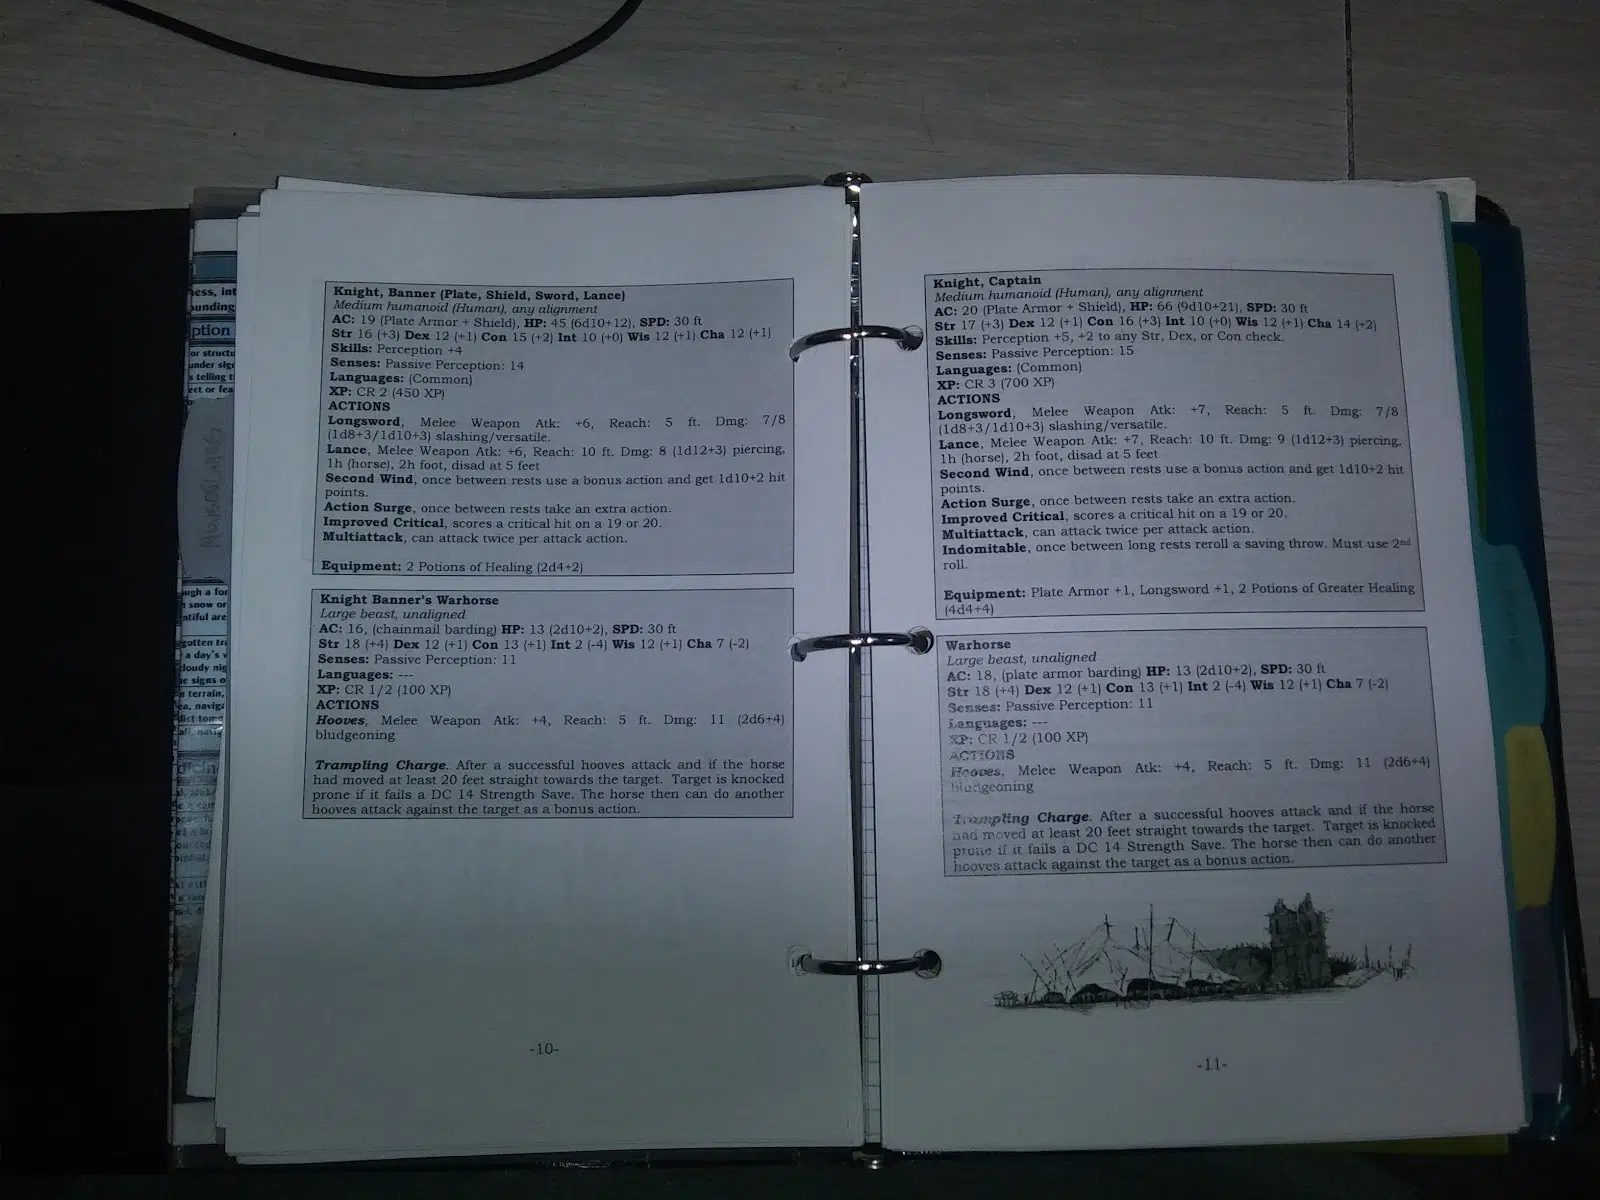 ness, int
ounding
ption
or structu
under sig
s telling t
ect or fea
ough a for
snow or
ntiful are
gotten tr
a day's
loudy nig
e signs o
n terrain,
ea, naviga
Knight, Banner (Plate, Shield, Sword, Lance)
Medium humanoid (Human), any alignment
AC: 19 (Plate Armor + Shield), HP: 45 (6d10+12), SPD: 30 ft
Str 16 (+3) Dex 12 (+1) Con 15 (+2) Int 10 (+0) Wis 12 (+1) Cha 12 (+1)
Skills: Perception +4
Senses: Passive Perception: 14
Languages: (Common)
XP: CR 2 (450 XP)
ACTIONS
Longsword, Melee Weapon Atk: +6, Reach: 5 ft. Dmg: 7/8
(1d8+3/1d10+3) slashing/versatile.
Lance, Melee Weapon Atk: +6, Reach: 10 ft. Dmg: 8 (1d12+3) piercing,
1h (horse), 2h foot, disad at 5 feet
Second Wind, once between rests use a bonus action and get 1d10+2 hit
points.
Action Surge, once between rests take an extra action.
Improved Critical, scores a critical hit on a 19 or 20.
Multiattack, can attack twice per attack action.
Equipment: 2 Potions of Healing (2d4+2)
Knight Banner's Warhorse
Large beast, unaligned
AC: 16, (chainmail barding) HP: 13 (2d10+2), SPD: 30 ft
Str 18 (+4) Dex 12 (+1) Con 13 (+1) Int 2 (-4) Wis 12 (+1) Cha 7 (-2)
Senses: Passive Perception: 11
Languages: ---
XP: CR 1/2 (100 XP)
ACTIONS
Hooves, Melee Weapon Atk: +4, Reach: 5 ft. Dmg: 11 (2d6+4)
bludgeoning
Trampling Charge. After a successful hooves attack and if the horse
had moved at least 20 feet straight towards the target. Target is knocked
prone if it fails a DC 14 Strength Save. The horse then can do another
hooves attack against the target as a bonus action.
-10-
Knight, Captain
Medium humanoid (Human), any alignment
AC: 20 (Plate Armor + Shield), HP: 66 (9d10+21), SPD: 30 ft
Str 17 (+3) Dex 12 (+1) Con 16 (+3) Int 10 (+0) Wis 12 (+1) Cha 14 (+2)
Skills: Perception +5, +2 to any Str, Dex, or Con check.
Senses: Passive Perception: 15
Languages: (Common)
XP: CR 3 (700 XP)
ACTIONS
Longsword, Melee Weapon Atk: +7, Reach: 5 ft. Dmg: 7/8
(1d8+3/1d10+3) slashing/versatile.
Lance, Melee Weapon Atk: +7, Reach: 10 ft. Dmg: 9 (1d12+3) piercing,
1h (horse), 2h foot, disad at 5 feet
Second Wind, once between rests use a bonus action and get 1d10+2 hit
points.
Action Surge, once between rests take an extra action.
Improved Critical, scores a critical hit on a 19 or 20.
Multiattack, can attack twice per attack action.
Indomitable, once between long rests reroll a saving throw. Must use 2nd
roll.
Equipment: Plate Armor +1, Longsword +1, 2 Potions of Greater Healing
(4d4+4)
Warhorse
Large beast, unaligned
AC: 18, (plate armor barding) HP: 13 (2d10+2), SPD: 30 ft
Str 18 (+4) Dex 12 (+1) Con 13 (+1) Int 2 (-4) Wis 12 (+1) Cha 7 (-2)
Senses: Passive Perception: 11
Languages: ---
XP: CR 1/2 (100 XP)
ACTIONS
Hooves, Melee Weapon Atk: +4, Reach: 5 ft. Dmg: 11 (2d6+4)
bludgeoning
Trampling Charge. After a successful hooves attack and if the horse
had moved at least 20 feet straight towards the target. Target is knocked
prone if it fails a DC 14 Strength Save. The horse then can do another
hooves attack against the target as a bonus action.
-11-